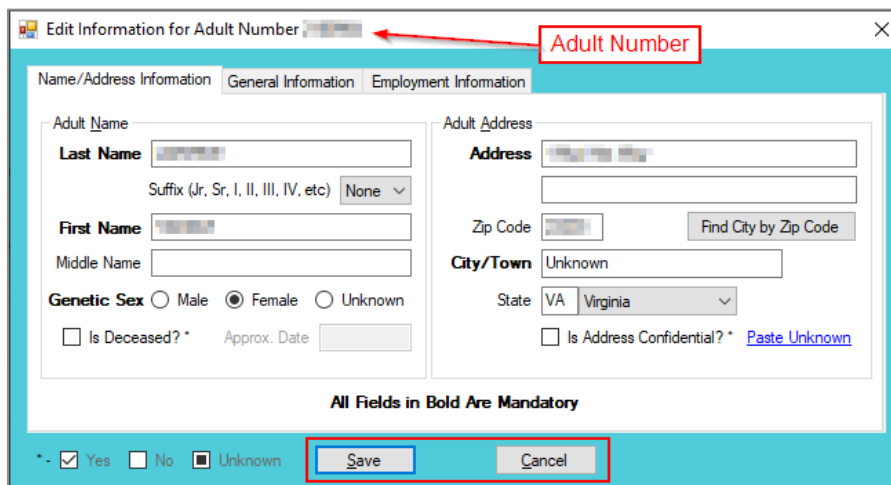 Edit Information for Adult Number
Adult Number
Name/Address Information General Information Employment Information
Adult Name
Last Name
Suffix (Jr, Sr, I, II, III, IV, etc) None
First Name
Middle Name
Genetic Sex Male Female Unknown
Is Deceased? * Approx. Date
Adult Address
Address
Zip Code Find City by Zip Code
City/Town Unknown
State VA Virginia
Is Address Confidential? * Paste Unknown
All Fields in Bold Are Mandatory
* - Yes No Unknown Save Cancel